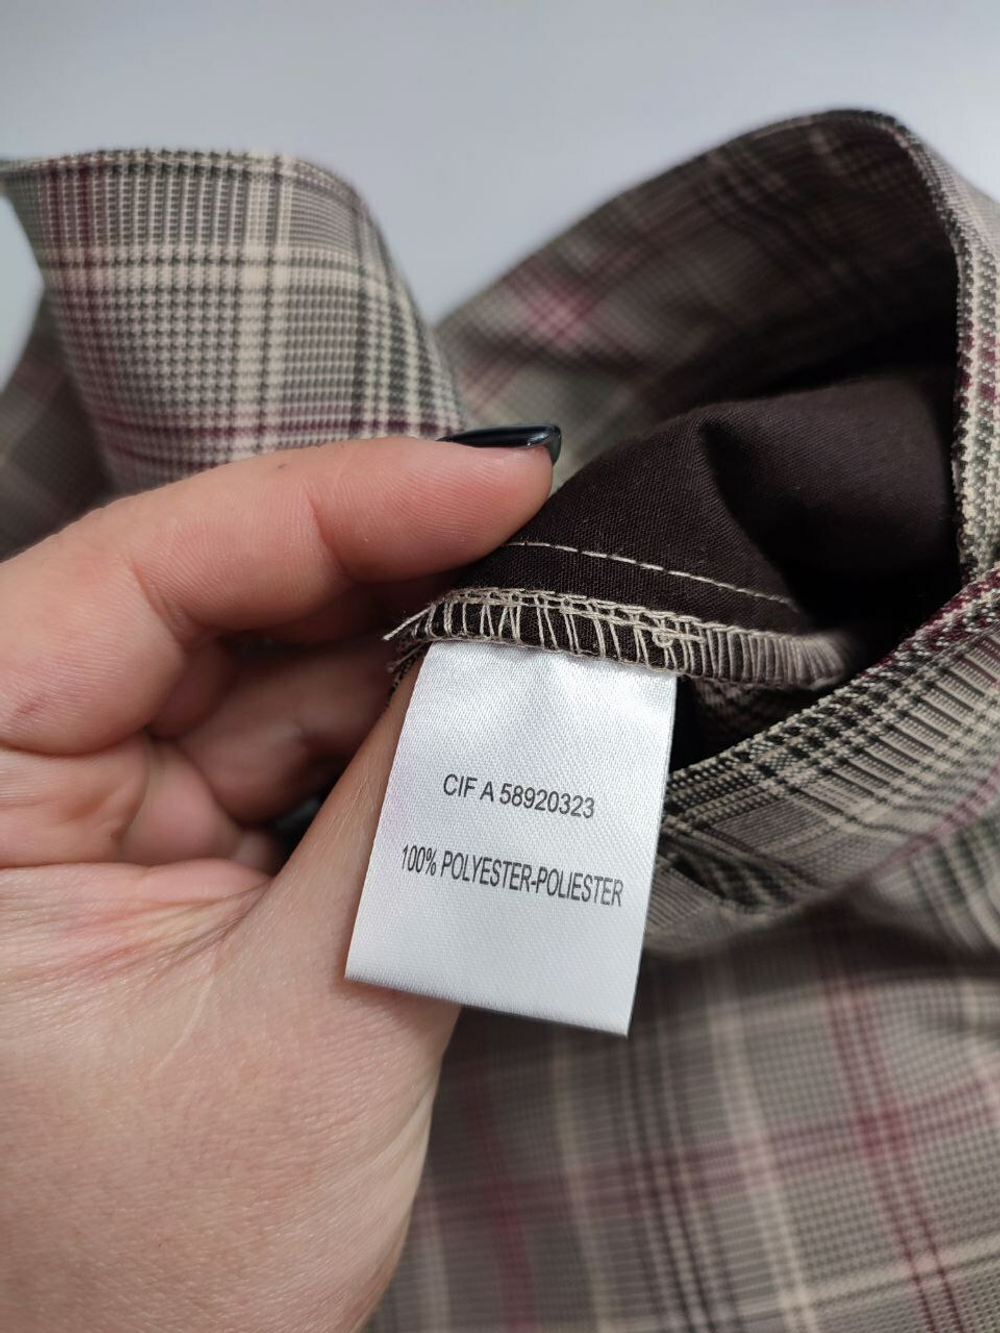 CIF A 58920323
100% POLYESTER-POLIESTER